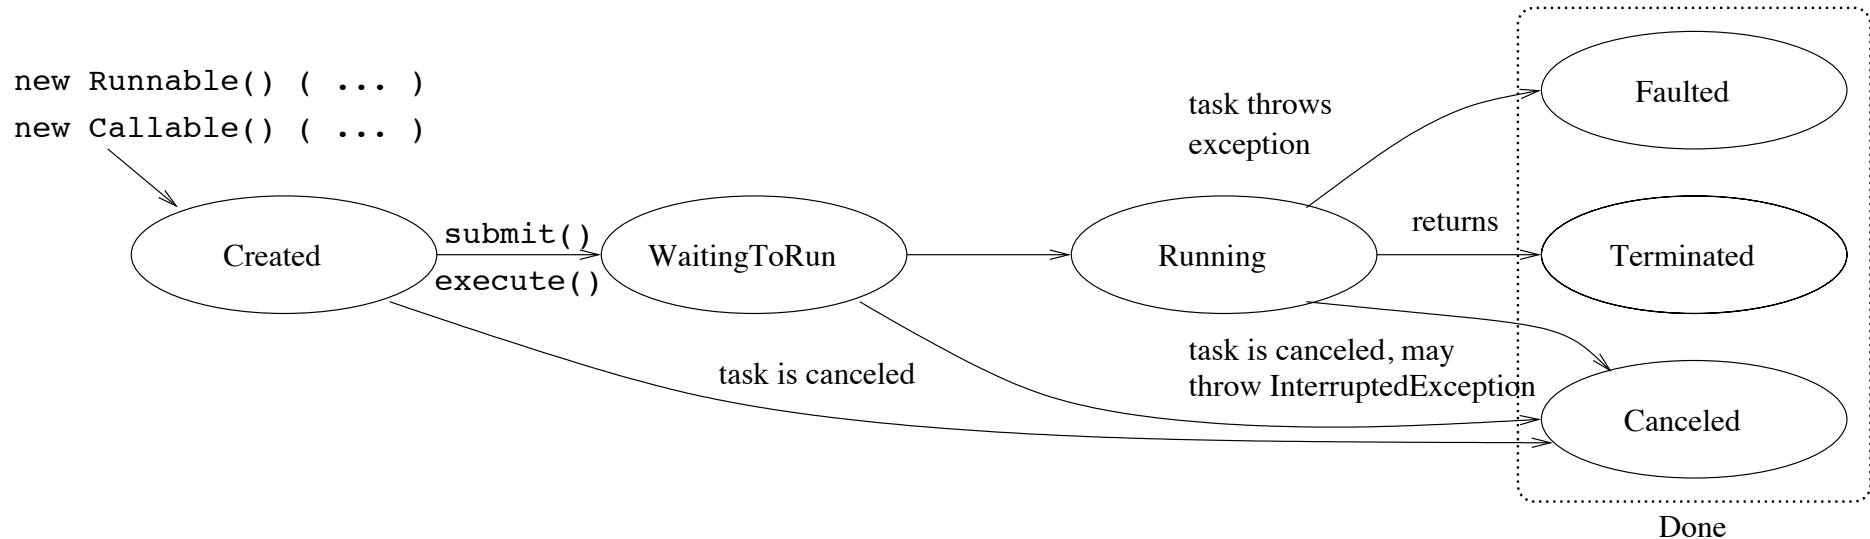 new Runnable() ( ... )
new Callable() ( ... )
Created
submit()
execute()
WaitingToRun
Running
task throws
exception
returns
task is canceled
task is canceled, may
throw InterruptedException
Faulted
Terminated
Canceled
Done